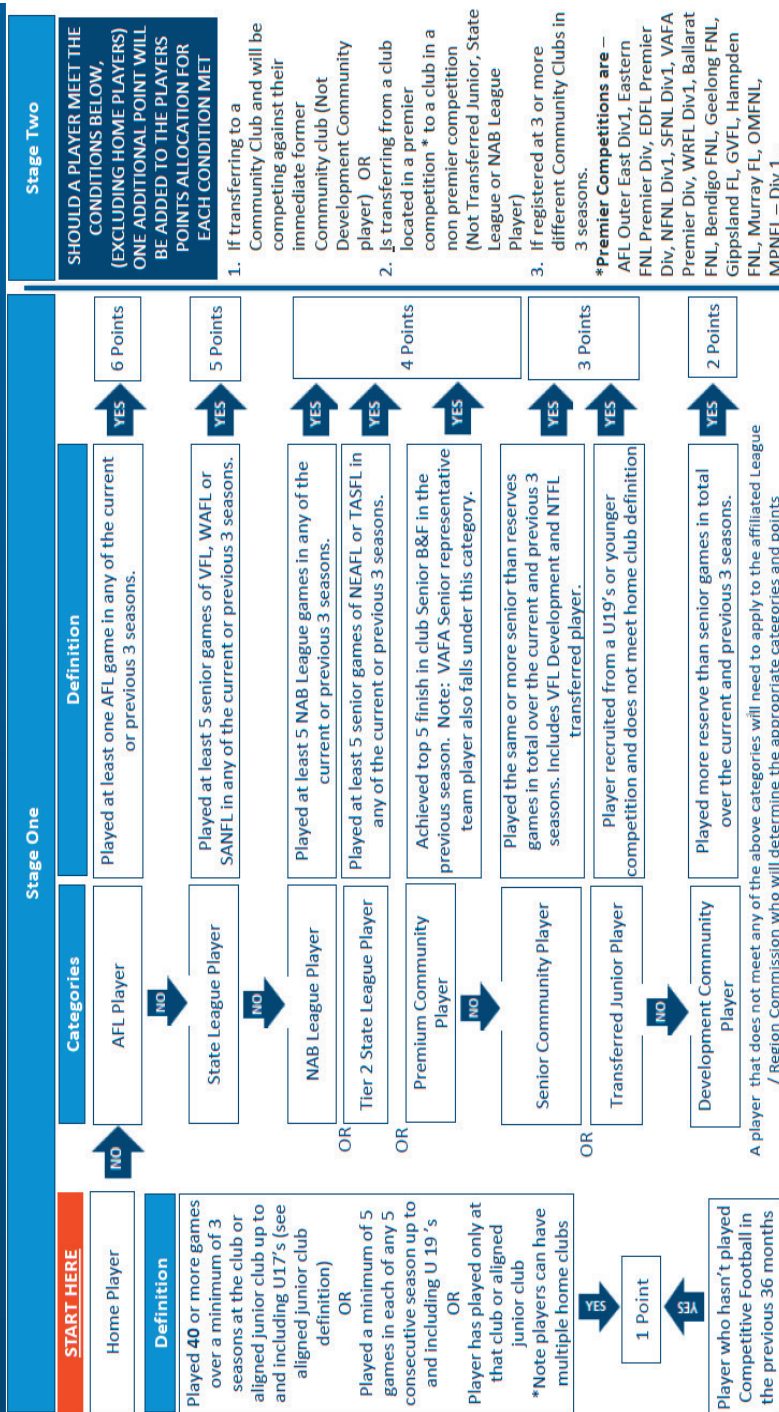 Stage One
START HERE
Home Player
Definition
Played 40 or more games
over a minimum of 3
seasons at the club or
aligned junior club up to
and including U17's (see
aligned junior club
definition)
OR
Played a minimum of 5
games in each of any 5
consecutive season up to
and including U 19 's
OR
Player has played only at
that club or aligned
junior club
*Note players can have
multiple home clubs
YES
1 Point
YES
Player who hasn't played
Competitive Football in
the previous 36 months
NO
Categories
Definition
AFL Player
Played at least one AFL game in any of the current
or previous 3 seasons.
YES
6 Points
NO
State League Player
Played at least 5 senior games of VFL, WAFL or
SANFL in any of the current or previous 3 seasons.
YES
5 Points
NO
NAB League Player
Played at least 5 NAB League games in any of the
current or previous 3 seasons.
YES
OR
Tier 2 State League Player
Played at least 5 senior games of NEAFL or TASFL in
any of the current or previous 3 seasons.
YES
4 Points
OR
Premium Community
Player
Achieved top 5 finish in club Senior B&F in the
previous season. Note: VAFA Senior representative
team player also falls under this category.
YES
NO
Senior Community Player
Played the same or more senior than reserves
games in total over the current and previous 3
seasons. Includes VFL Development and NTFL
transferred player.
YES
3 Points
OR
Transferred Junior Player
Player recruited from a U19's or younger
competition and does not meet home club definition
YES
NO
Development Community
Player
Played more reserve than senior games in total
over the current and previous 3 seasons.
YES
2 Points
A player that does not meet any of the above categories will need to apply to the affiliated League
/ Region Commission who will determine the appropriate categories and points
Stage Two
SHOULD A PLAYER MEET THE
CONDITIONS BELOW,
(EXCLUDING HOME PLAYERS)
ONE ADDITIONAL POINT WILL
BE ADDED TO THE PLAYERS
POINTS ALLOCATION FOR
EACH CONDITION MET
1. If transferring to a
Community Club and will be
competing against their
immediate former
Community club (Not
Development Community
player) OR
2. Is transferring from a club
located in a premier
competition * to a club in a
non premier competition
(Not Transferred Junior, State
League or NAB League
Player)
3. If registered at 3 or more
different Community Clubs in
3 seasons.
*Premier Competitions are –
AFL Outer East Div1, Eastern
FNL Premier Div, EDFL Premier
Div, NFNL Div1, SFNL Div1, VAFA
Premier Div, WRFL Div1, Ballarat
FNL, Bendigo FNL, Geelong FNL,
Gippsland FL, GVFL, Hampden
FNL, Murray FL, OMFNL,
MPNFL – Div 1